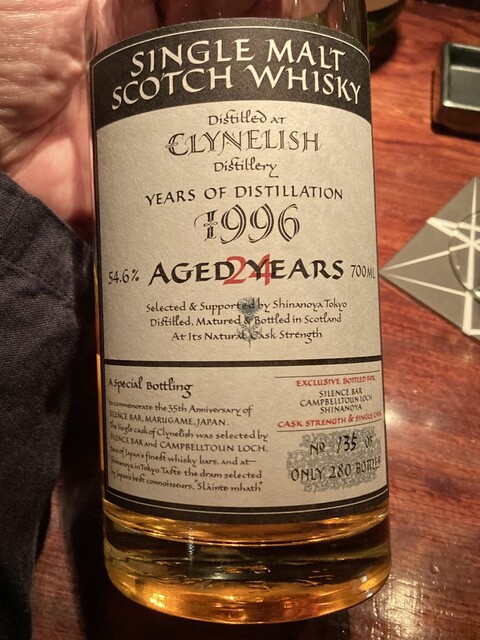 SINGLE MALT
SCOTCH WHISKY
Distilled at
CLYNELISH
Distillery
YEARS OF DISTILLATION
1996
54.6% AGED 24 YEARS 700ML
Selected & Supported by Shinanoya Tokyo
Distilled, Matured & Bottled in Scotland
At Its Natural Cask Strength
A Special Bottling
To commemorate the 35th Anniversary of
SILENCE BAR, MARUGAME, JAPAN.
The Single cask of Clynelish was selected by
SILENCE BAR and CAMPBELLTOUN LOCH,
two of Japan's finest whisky bars, and at
Shinanoya in Tokyo. Taste the dram selected
by Japan's best connoisseurs, "Slàinte mhath"
EXCLUSIVE BOTTLED FOR
SILENCE BAR
CAMPBELLTOUN LOCH
SHINANOYA
CASK STRENGTH & SINGLE CASK
No 135 OF
ONLY 280 BOTTLES